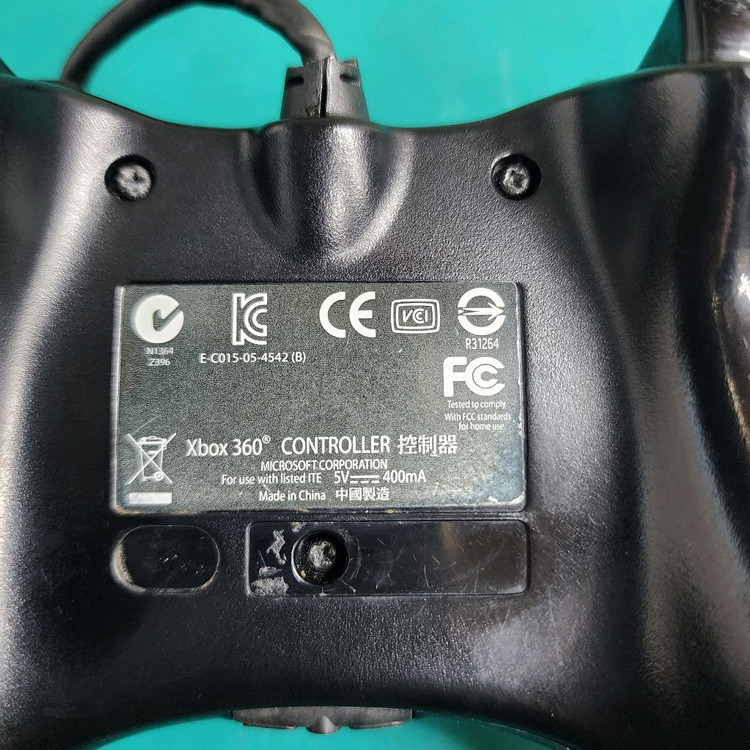 N1364
Z396
E-C015-05-4542 (B)
CE
VCI
R31264
FC
Tested to comply
With FCC standards
for home use
Xbox 360® CONTROLLER 控制器
MICROSOFT CORPORATION
For use with listed ITE 5V⎓400mA
Made in China 中國製造